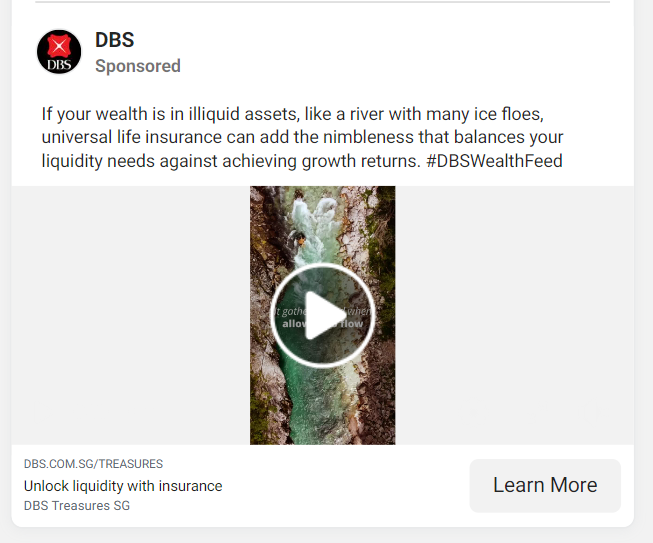 DBS
DBS
Sponsored
If your wealth is in illiquid assets, like a river with many ice floes,
universal life insurance can add the nimbleness that balances your
liquidity needs against achieving growth returns. #DBSWealthFeed
it when
allow flow
DBS.COM.SG/TREASURES
Unlock liquidity with insurance
DBS Treasures SG
Learn More